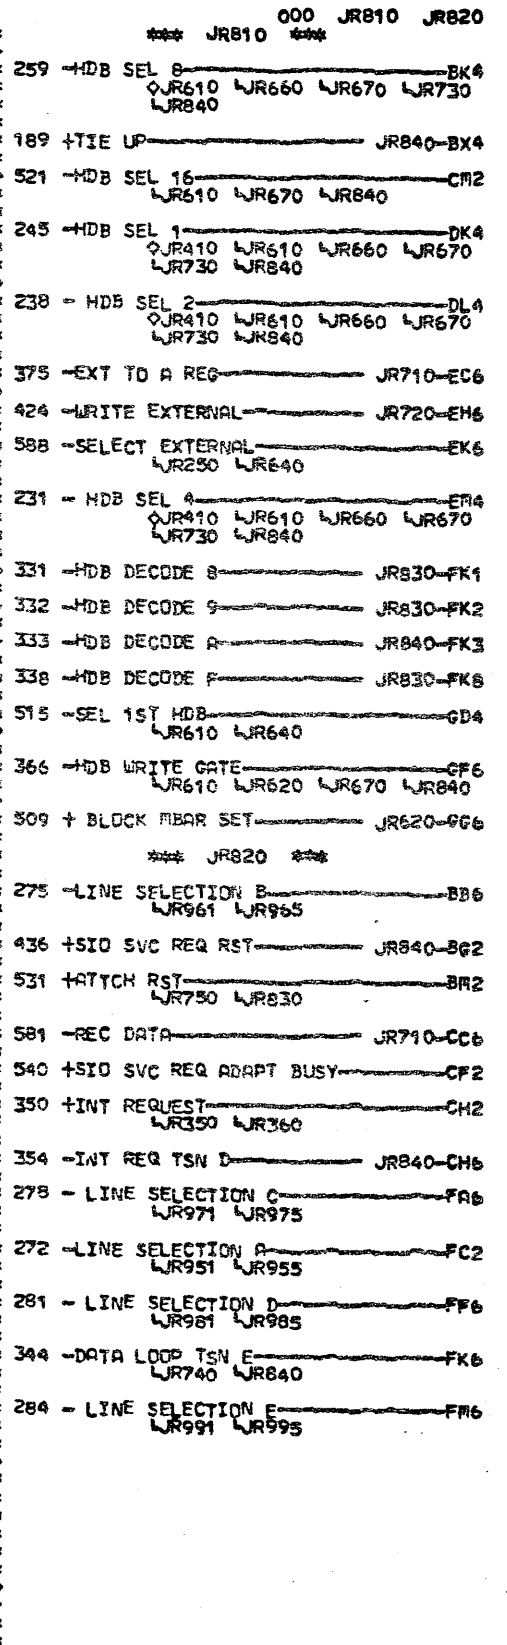 000 JR810 JR820
*** JR810 ***
259 -HDB SEL 8 BK4
◇JR610 ↳JR660 ↳JR670 ↳JR730
↳JR840
189 +TIE UP JR840-BX4
521 -HDB SEL 16 CM2
↳JR610 ↳JR670 ↳JR840
245 -HDB SEL 1 DK4
◇JR410 ↳JR610 ↳JR660 ↳JR670
↳JR730 ↳JR840
238 - HDB SEL 2 DL4
◇JR410 ↳JR610 ↳JR660 ↳JR670
↳JR730 ↳JR840
375 -EXT TO A REG JR710-EC6
424 -WRITE EXTERNAL JR720-EH6
588 -SELECT EXTERNAL EK6
↳JR250 ↳JR640
231 - HDB SEL 4 EM4
◇JR410 ↳JR610 ↳JR660 ↳JR670
↳JR730 ↳JR840
331 -HDB DECODE 8 JR830-FK1
332 -HDB DECODE 9 JR830-FK2
333 -HDB DECODE A JR840-FK3
338 -HDB DECODE F JR830-FK8
515 -SEL 1ST HDB GD4
↳JR610 ↳JR640
366 -HDB WRITE GATE GF6
↳JR610 ↳JR620 ↳JR670 ↳JR840
509 + BLOCK MBAR SET JR620-GG6
*** JR820 ***
275 -LINE SELECTION B BB6
↳JR961 ↳JR965
436 +SIO SVC REQ RST JR840-BG2
531 +ATTCH RST BM2
↳JR750 ↳JR830
581 -REC DATA JR710-CC6
540 +SIO SVC REQ ADAPT BUSY CF2
350 +INT REQUEST CH2
↳JR350 ↳JR360
354 -INT REQ TSN D JR840-CH6
278 - LINE SELECTION C FA6
↳JR971 ↳JR975
272 -LINE SELECTION A FC2
↳JR951 ↳JR955
281 - LINE SELECTION D FF6
↳JR981 ↳JR985
344 -DATA LOOP TSN E FK6
↳JR740 ↳JR840
284 - LINE SELECTION E FM6
↳JR991 ↳JR995